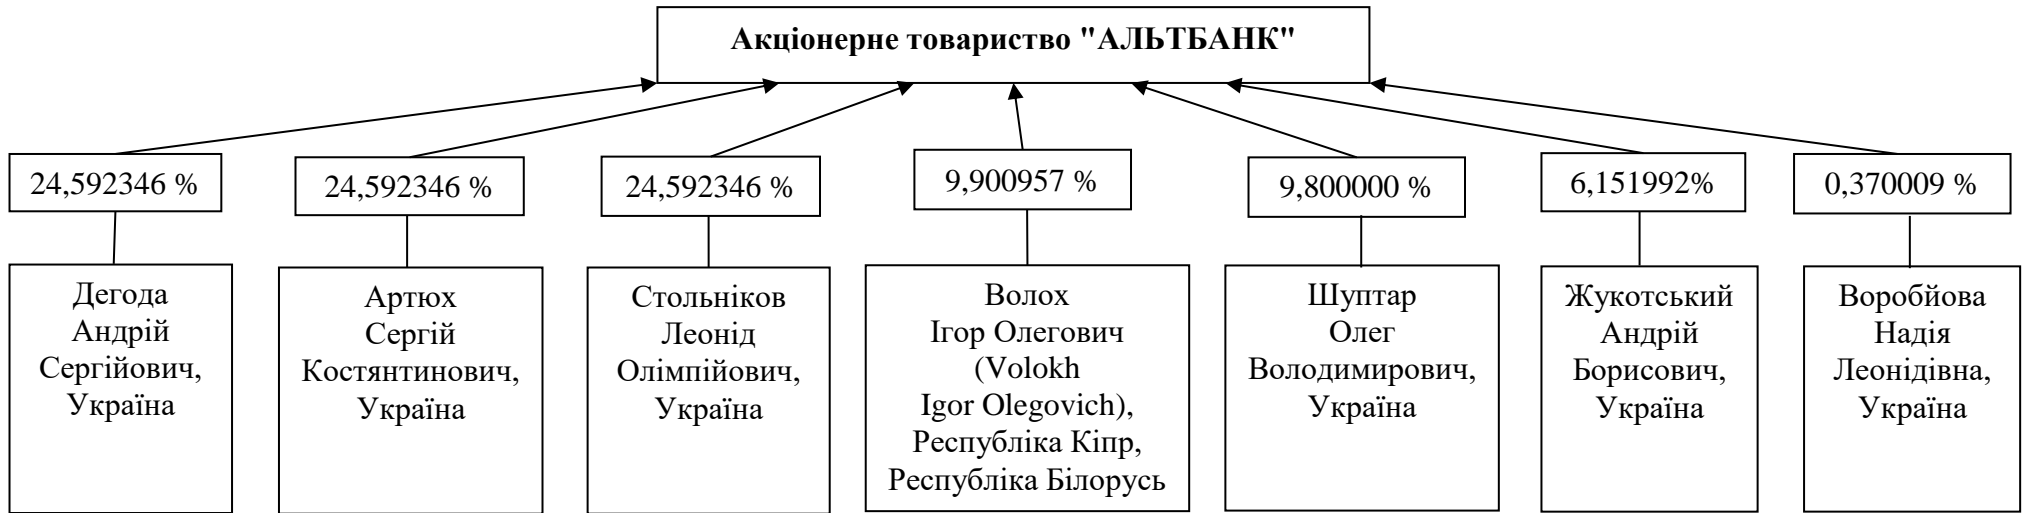 Акціонерне товариство "АЛЬТБАНК"
24,592346 %
24,592346 %
24,592346 %
9,900957 %
9,800000 %
6,151992%
0,370009 %
Дегода
Андрій
Сергійович,
Україна
Артюх
Сергій
Костянтинович,
Україна
Стольніков
Леонід
Олімпійович,
Україна
Волох
Ігор Олегович
(Volokh
Igor Olegovich),
Республіка Кіпр,
Республіка Білорусь
Шуптар
Олег
Володимирович,
Україна
Жукотський
Андрій
Борисович,
Україна
Воробйова
Надія
Леонідівна,
Україна